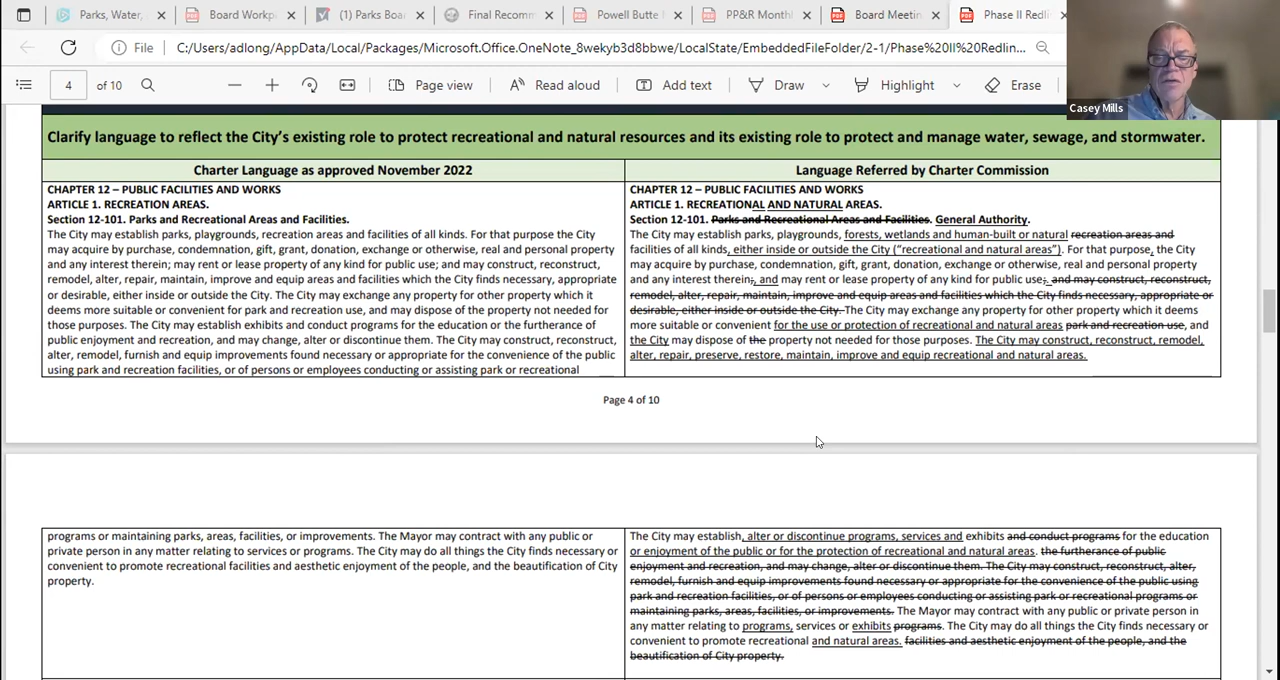 Parks, Water,
Board Workp
(1) Parks Boa
Final Recomm
Powell Butte
PP&R Monthl
Board Meetin
Phase II Redli
File
C:/Users/adlong/AppData/Local/Packages/Microsoft.Office.OneNote_8wekyb3d8bbwe/LocalState/EmbeddedFileFolder/2-1/Phase%20II%20Redlin...
4 of 10
Page view
Read aloud
Add text
Draw
Highlight
Erase
Casey Mills
Clarify language to reflect the City's existing role to protect recreational and natural resources and its existing role to protect and manage water, sewage, and stormwater.
Charter Language as approved November 2022
CHAPTER 12 – PUBLIC FACILITIES AND WORKS
ARTICLE 1. RECREATION AREAS.
Section 12-101. Parks and Recreational Areas and Facilities.
The City may establish parks, playgrounds, recreation areas and facilities of all kinds. For that purpose the City
may acquire by purchase, condemnation, gift, grant, donation, exchange or otherwise, real and personal property
and any interest therein; may rent or lease property of any kind for public use; and may construct, reconstruct,
remodel, alter, repair, maintain, improve and equip areas and facilities which the City finds necessary, appropriate
or desirable, either inside or outside the City. The City may exchange any property for other property which it
deems more suitable or convenient for park and recreation use, and may dispose of the property not needed for
those purposes. The City may establish exhibits and conduct programs for the education or the furtherance of
public enjoyment and recreation, and may change, alter or discontinue them. The City may construct, reconstruct,
alter, remodel, furnish and equip improvements found necessary or appropriate for the convenience of the public
using park and recreation facilities, or of persons or employees conducting or assisting park or recreational
Language Referred by Charter Commission
CHAPTER 12 – PUBLIC FACILITIES AND WORKS
ARTICLE 1. RECREATIONAL AND NATURAL AREAS.
Section 12-101. Parks and Recreational Areas and Facilities. General Authority.
The City may establish parks, playgrounds, forests, wetlands and human-built or natural recreation areas and
facilities of all kinds, either inside or outside the City ("recreational and natural areas"). For that purpose, the City
may acquire by purchase, condemnation, gift, grant, donation, exchange or otherwise, real and personal property
and any interest therein;, and may rent or lease property of any kind for public use;. and may construct, reconstruct,
remodel, alter, repair, maintain, improve and equip areas and facilities which the City finds necessary, appropriate or
desirable, either inside or outside the City. The City may exchange any property for other property which it deems
more suitable or convenient for the use or protection of recreational and natural areas park and recreation use, and
the City may dispose of the property not needed for those purposes. The City may construct, reconstruct, remodel,
alter, repair, preserve, restore, maintain, improve and equip recreational and natural areas.
Page 4 of 10
programs or maintaining parks, areas, facilities, or improvements. The Mayor may contract with any public or
private person in any matter relating to services or programs. The City may do all things the City finds necessary or
convenient to promote recreational facilities and aesthetic enjoyment of the people, and the beautification of City
property.
The City may establish, alter or discontinue programs, services and exhibits and conduct programs for the education
or enjoyment of the public or for the protection of recreational and natural areas. the furtherance of public
enjoyment and recreation, and may change, alter or discontinue them. The City may construct, reconstruct, alter,
remodel, furnish and equip improvements found necessary or appropriate for the convenience of the public using
park and recreation facilities, or of persons or employees conducting or assisting park or recreational programs or
maintaining parks, areas, facilities, or improvements. The Mayor may contract with any public or private person in
any matter relating to programs, services or exhibits programs. The City may do all things the City finds necessary or
convenient to promote recreational and natural areas. facilities and aesthetic enjoyment of the people, and the
beautification of City property.